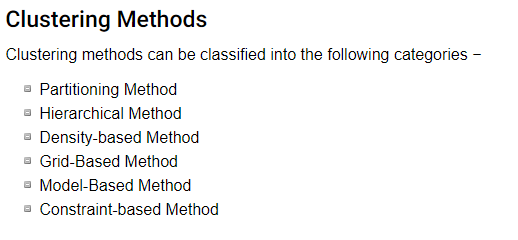 Clustering Methods
Clustering methods can be classified into the following categories −
Partitioning Method
Hierarchical Method
Density-based Method
Grid-Based Method
Model-Based Method
Constraint-based Method